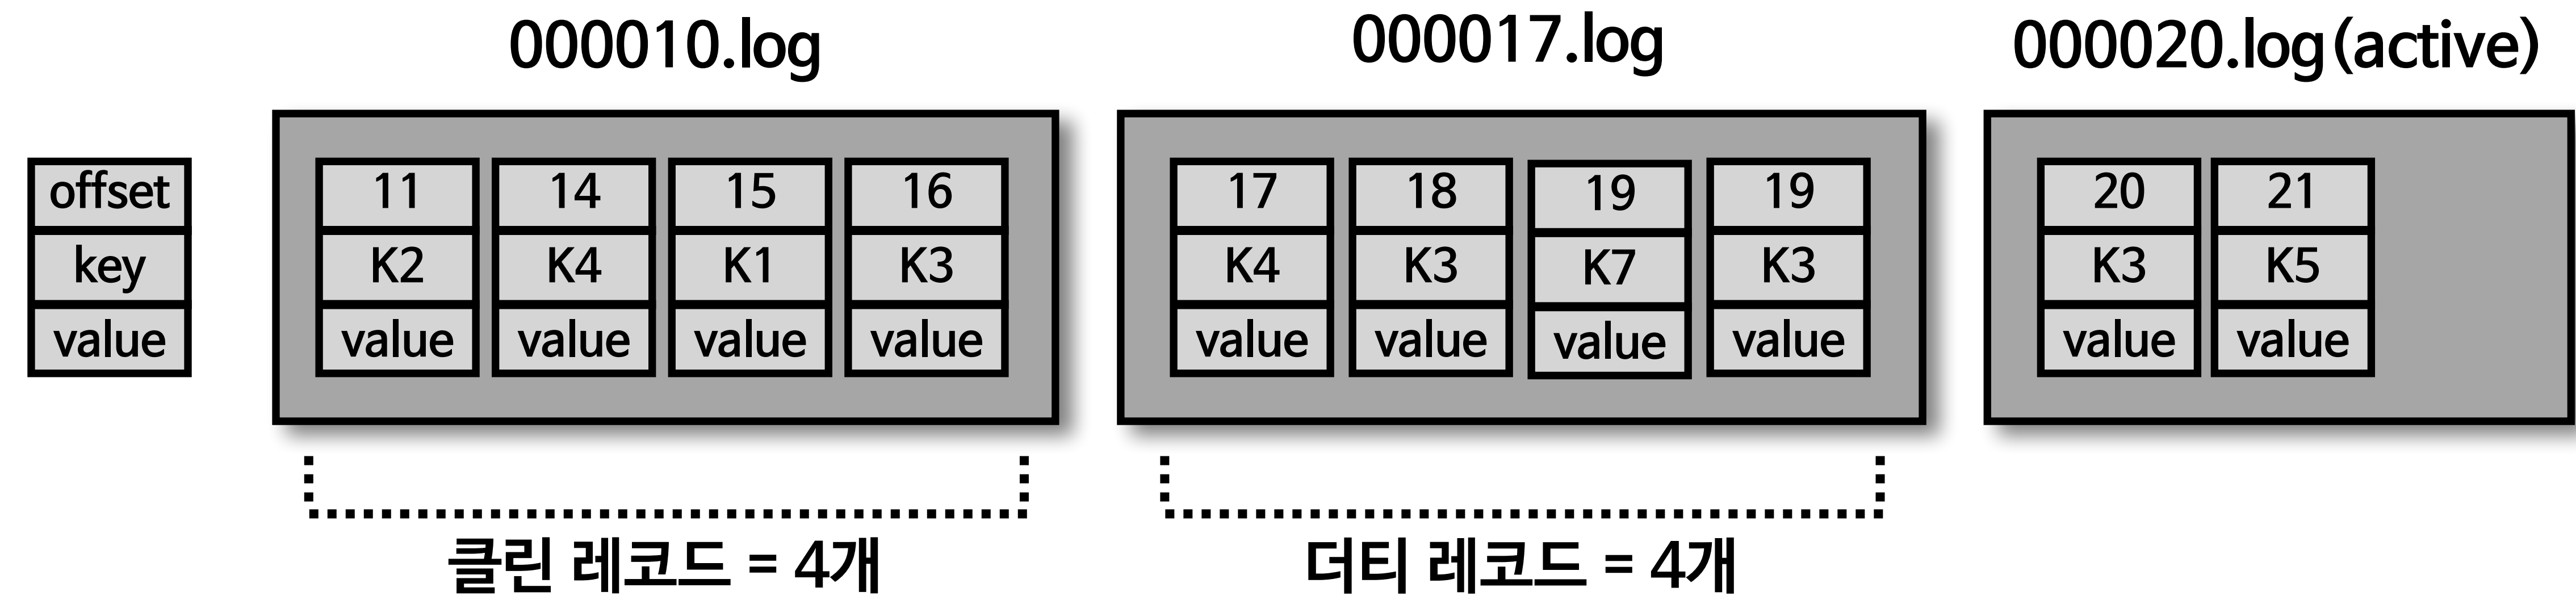 000010.log 000017.log 000020.log(active)
offset 11 14 15 16 17 18 19 19 20 21
key K2 K4 K1 K3 K4 K3 K7 K3 K3 K5
value value value value value value value value value value value
클린 레코드 = 4개 더티 레코드 = 4개